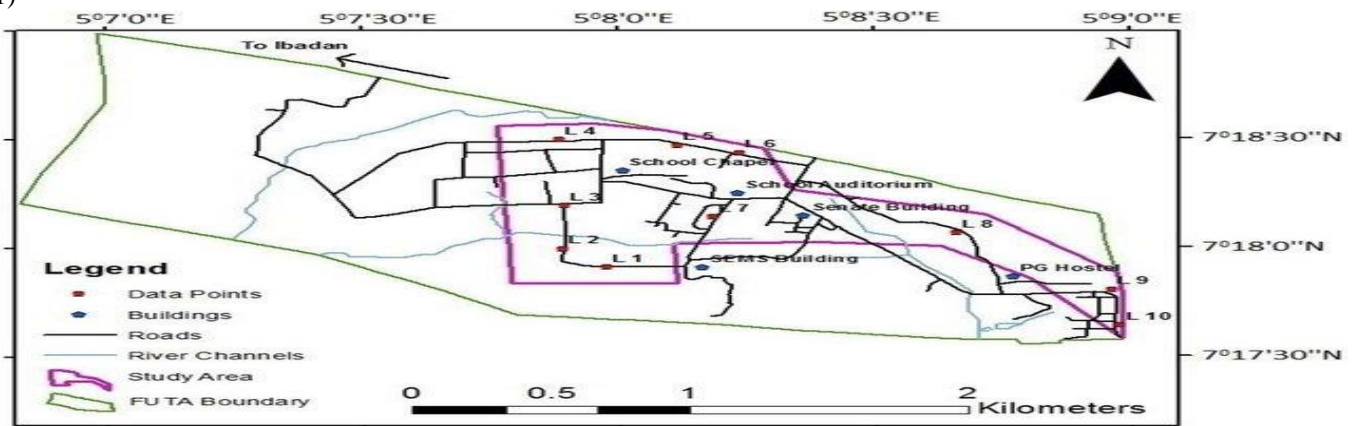 5°7'0"E 5°7'30"E 5°8'0"E 5°8'30"E 5°9'0"E
To Ibadan
N
L 4
L 5
L 6
7°18'30"N
School Chapel
School Auditorium
L 3
Senate Building
7
L 8
L 2
7°18'0"N
L 1
SEMS Building
PG Hostel
L 9
L 10
7°17'30"N
Legend
Data Points
Buildings
Roads
River Channels
Study Area
FUTA Boundary
0 0.5 1 2
Kilometers